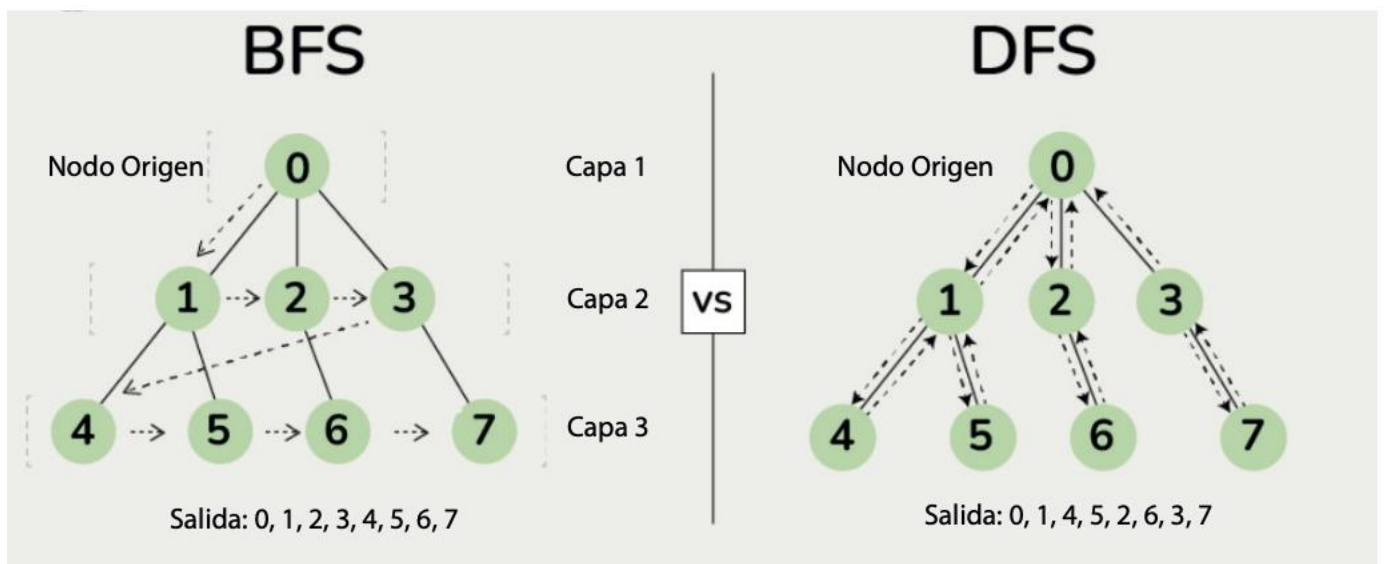 BFS
Nodo Origen
0
Capa 1
1
2
3
Capa 2
4
5
6
7
Capa 3
Salida: 0, 1, 2, 3, 4, 5, 6, 7
VS
DFS
Nodo Origen
0
1
2
3
4
5
6
7
Salida: 0, 1, 4, 5, 2, 6, 3, 7